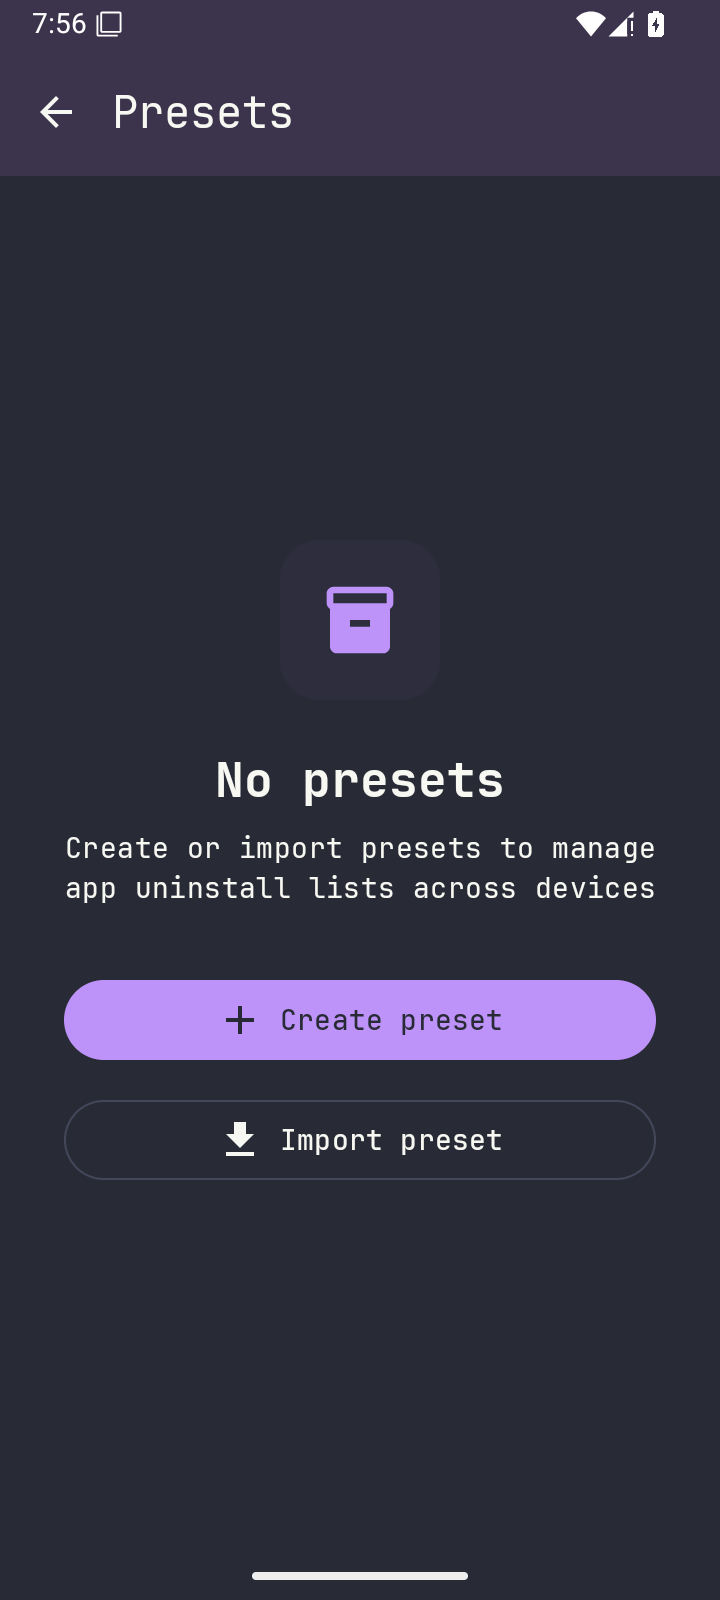 7:56
Presets
No presets
Create or import presets to manage
app uninstall lists across devices
Create preset
Import preset